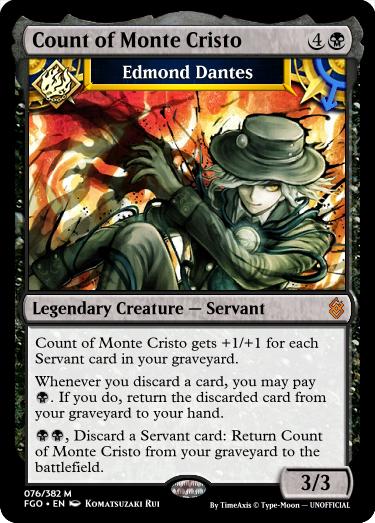 Count of Monte Cristo 4
Edmond Dantes
Legendary Creature — Servant
Count of Monte Cristo gets +1/+1 for each
Servant card in your graveyard.
Whenever you discard a card, you may pay
. If you do, return the discarded card from
your graveyard to your hand.
, Discard a Servant card: Return Count
of Monte Cristo from your graveyard to the
battlefield.
3/3
076/382 M
FGO • EN Komatsuzaki Rui
By TimeAxis © Type-Moon — UNOFFICIAL